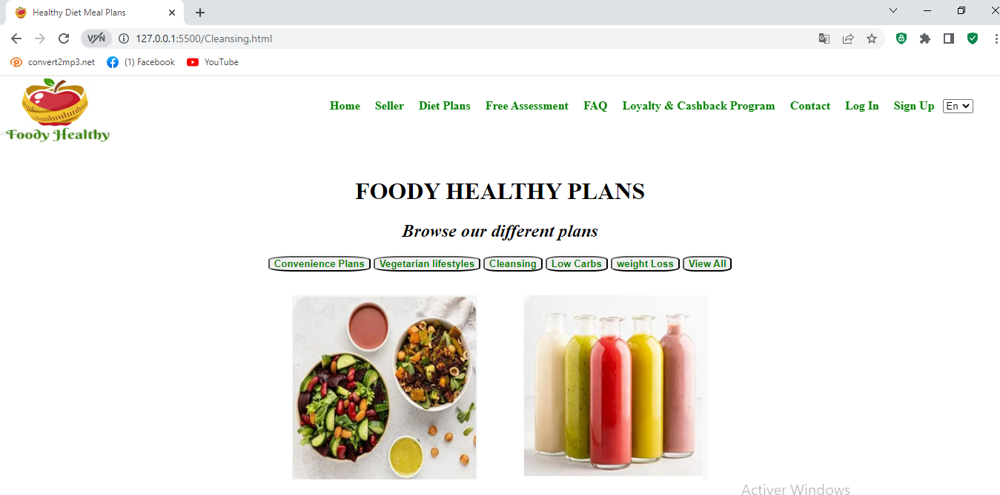 Healthy Diet Meal Plans
VPN
127.0.0.1:5500/Cleansing.html
convert2mp3.net (1) Facebook YouTube
Foody Healthy
Home Seller Diet Plans Free Assessment FAQ Loyalty & Cashback Program Contact Log In Sign Up En
FOODY HEALTHY PLANS
Browse our different plans
Convenience Plans Vegetarian lifestyles Cleansing Low Carbs weight Loss View All
Activer Windows